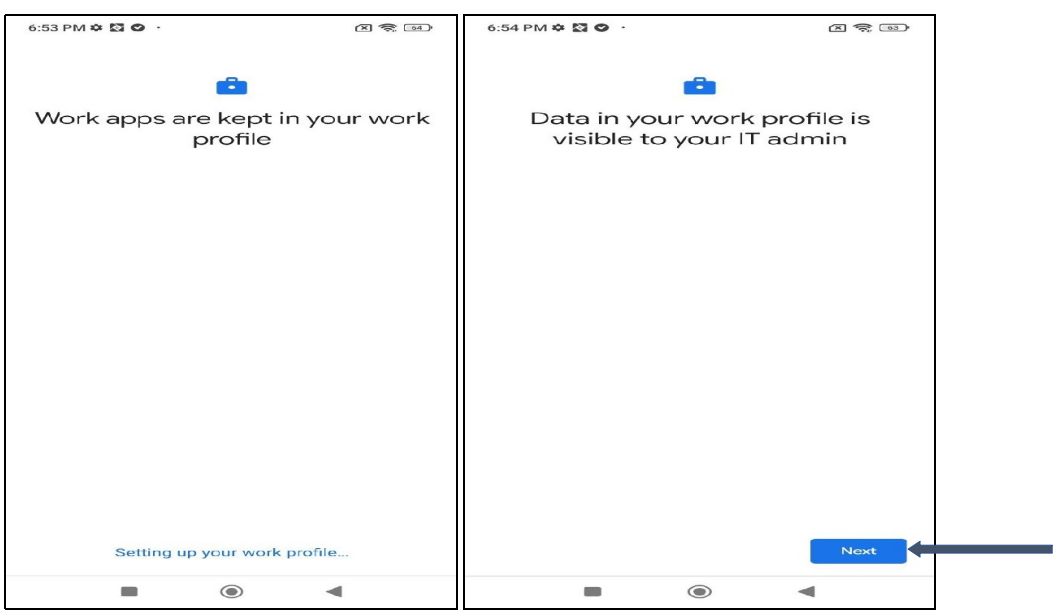 6:53 PM
64
Work apps are kept in your work
profile
Setting up your work profile...
6:54 PM
63
Data in your work profile is
visible to your IT admin
Next